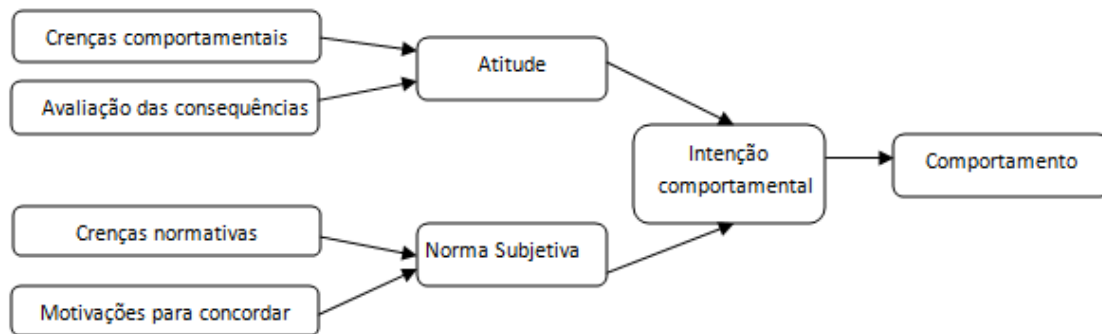 Crenças comportamentais
Avaliação das consequências
Atitude
Intenção
comportamental
Comportamento
Crenças normativas
Norma Subjetiva
Motivações para concordar